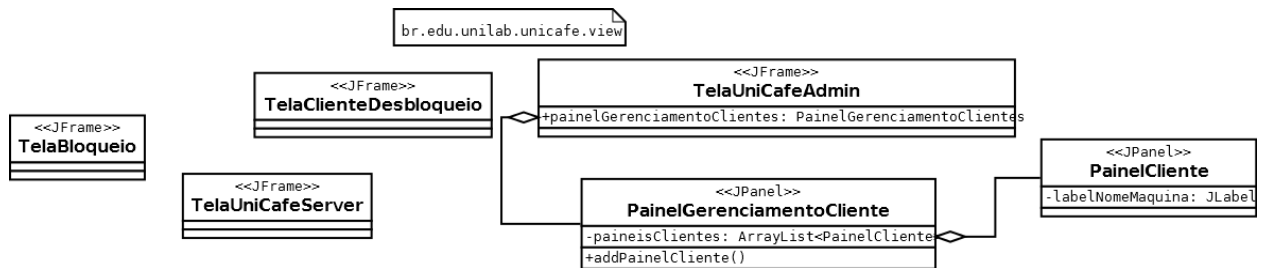 br.edu.unilab.unicafe.view
<<JFrame>>
TelaBloqueio
<<JFrame>>
TelaClienteDesbloqueio
<<JFrame>>
TelaUniCafeServer
<<JFrame>>
TelaUniCafeAdmin
+painelGerenciamentoClientes: PainelGerenciamentoClientes
<<JPanel>>
PainelGerenciamentoCliente
-paineisClientes: ArrayList<PainelCliente
+addPainelCliente()
<<JPanel>>
PainelCliente
-labelNomeMaquina: JLabel